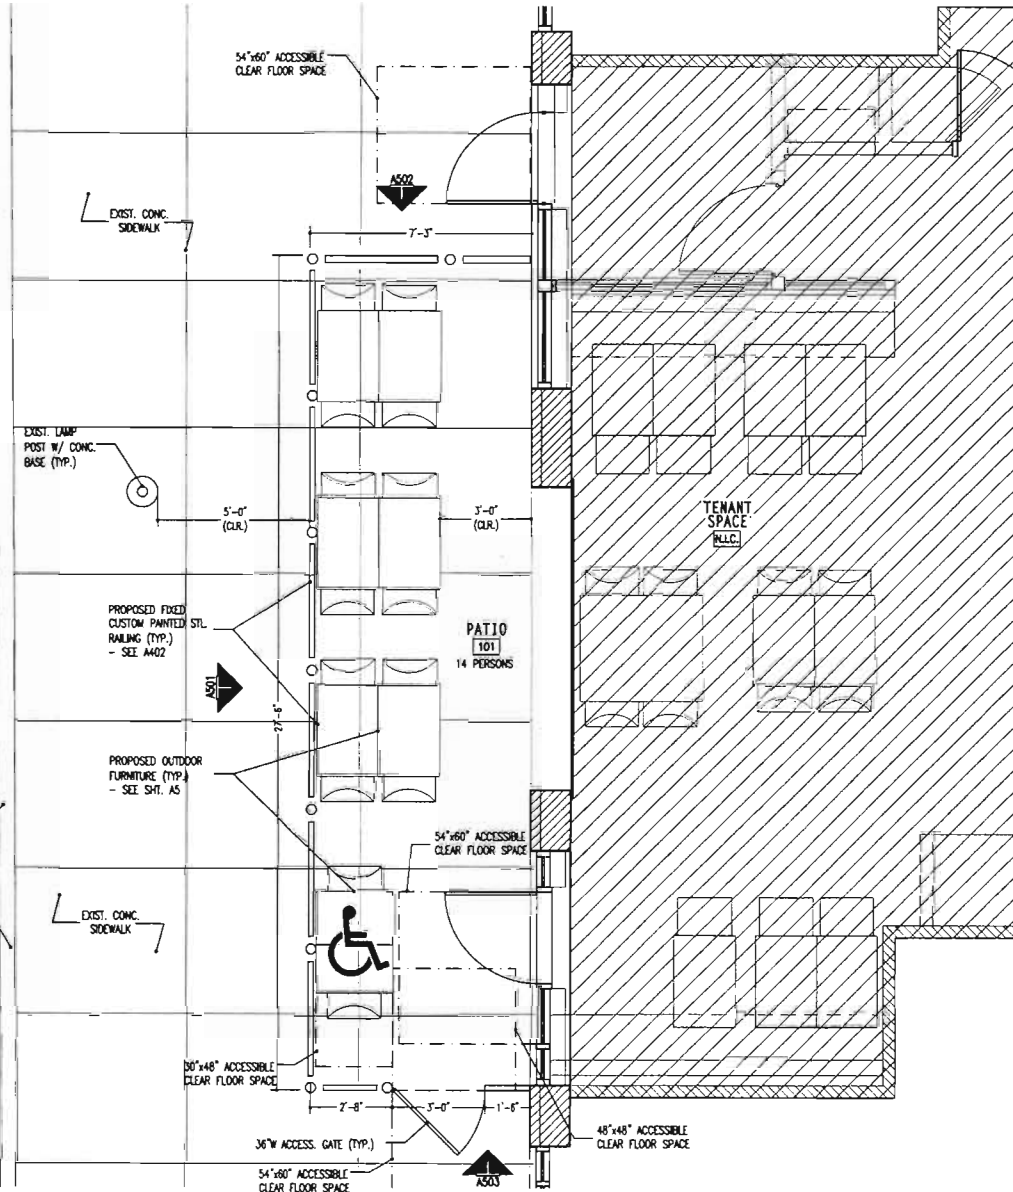 54"x60" ACCESSIBLE
CLEAR FLOOR SPACE
A502
EXIST. CONC.
SIDEWALK
7'-3"
EXIST. LAMP
POST W/ CONC.
BASE (TYP.)
5'-0"
(CLR.)
3'-0"
(CLR.)
TENANT
SPACE
N.I.C.
PROPOSED FIXED
CUSTOM PAINTED STL.
RAILING (TYP.)
- SEE A402
PATIO
101
14 PERSONS
A501
27'-6"
PROPOSED OUTDOOR
FURNITURE (TYP.)
- SEE SHT. A5
54"x60" ACCESSIBLE
CLEAR FLOOR SPACE
EXIST. CONC.
SIDEWALK
30"x48" ACCESSIBLE
CLEAR FLOOR SPACE
2'-8"
3'-0"
1'-6"
36"W ACCESS. GATE (TYP.)
48"x48" ACCESSIBLE
CLEAR FLOOR SPACE
54"x60" ACCESSIBLE
CLEAR FLOOR SPACE
A503